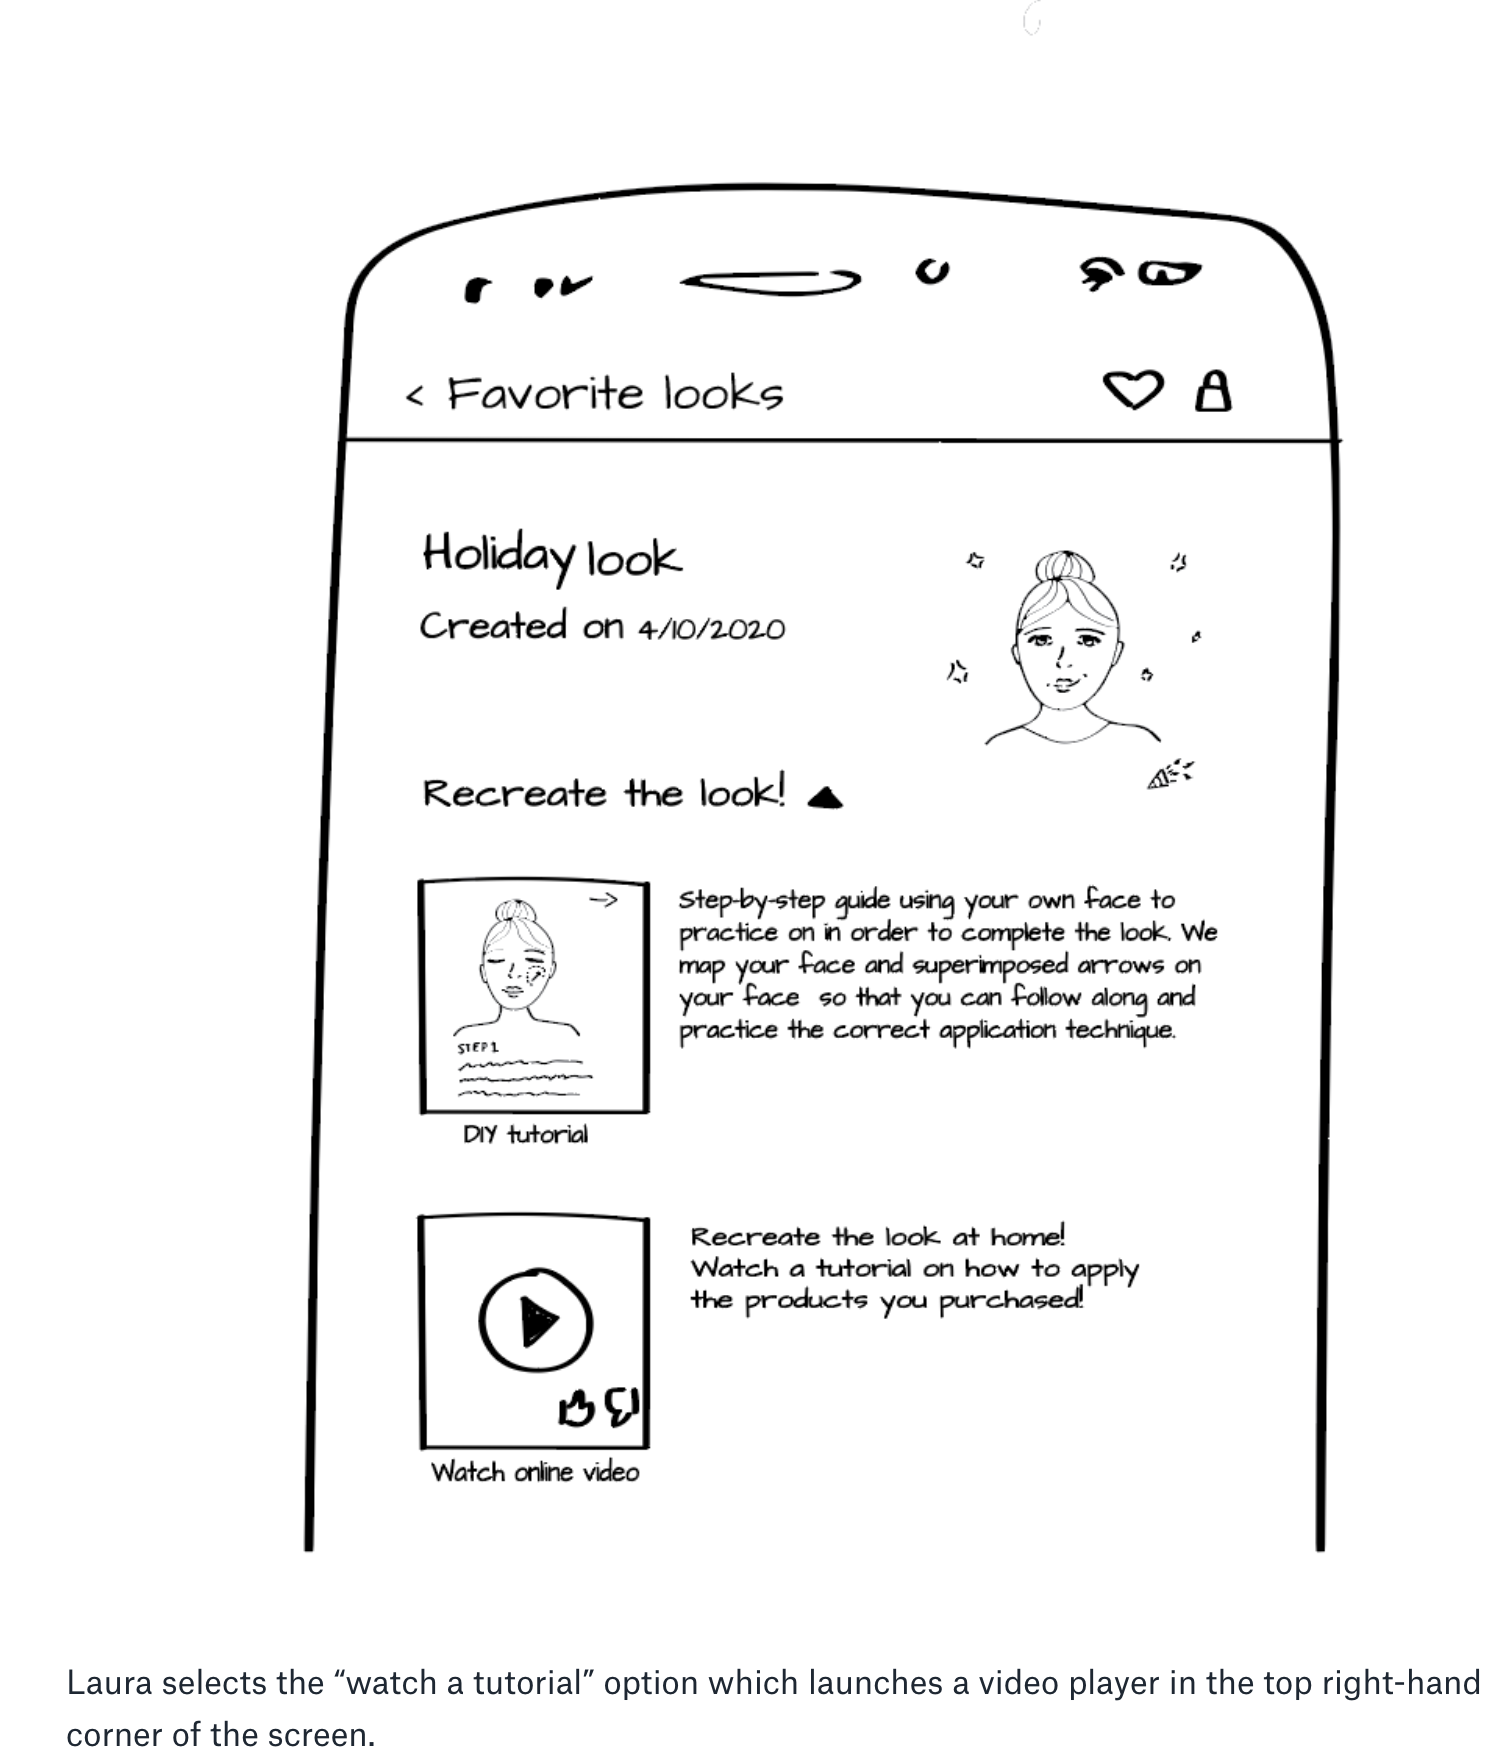 < Favorite looks
Holiday look
Created on 4/10/2020
Recreate the look!
STEP 1
DIY tutorial
Step-by-step guide using your own face to
practice on in order to complete the look. We
map your face and superimposed arrows on
your face so that you can follow along and
practice the correct application technique.
Watch online video
Recreate the look at home!
Watch a tutorial on how to apply
the products you purchased!
Laura selects the “watch a tutorial” option which launches a video player in the top right-hand
corner of the screen.